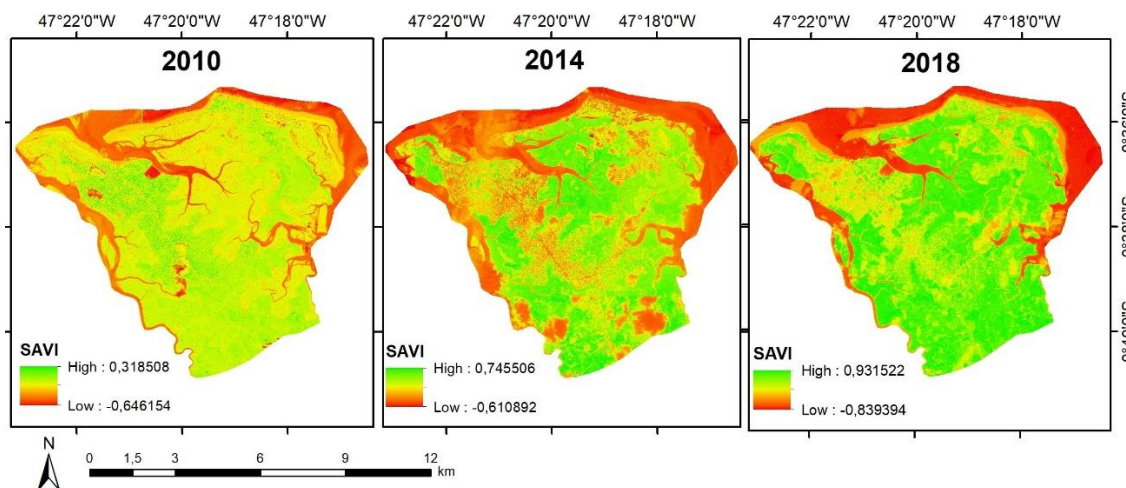 47°22'0"W 47°20'0"W 47°18'0"W 47°22'0"W 47°20'0"W 47°18'0"W 47°22'0"W 47°20'0"W 47°18'0"W
2010 2014 2018
SAVI
High : 0,318508
Low : -0,646154
SAVI
High : 0,745506
Low : -0,610892
SAVI
High : 0,931522
Low : -0,839394
N
0 1,5 3 6 9 12
km